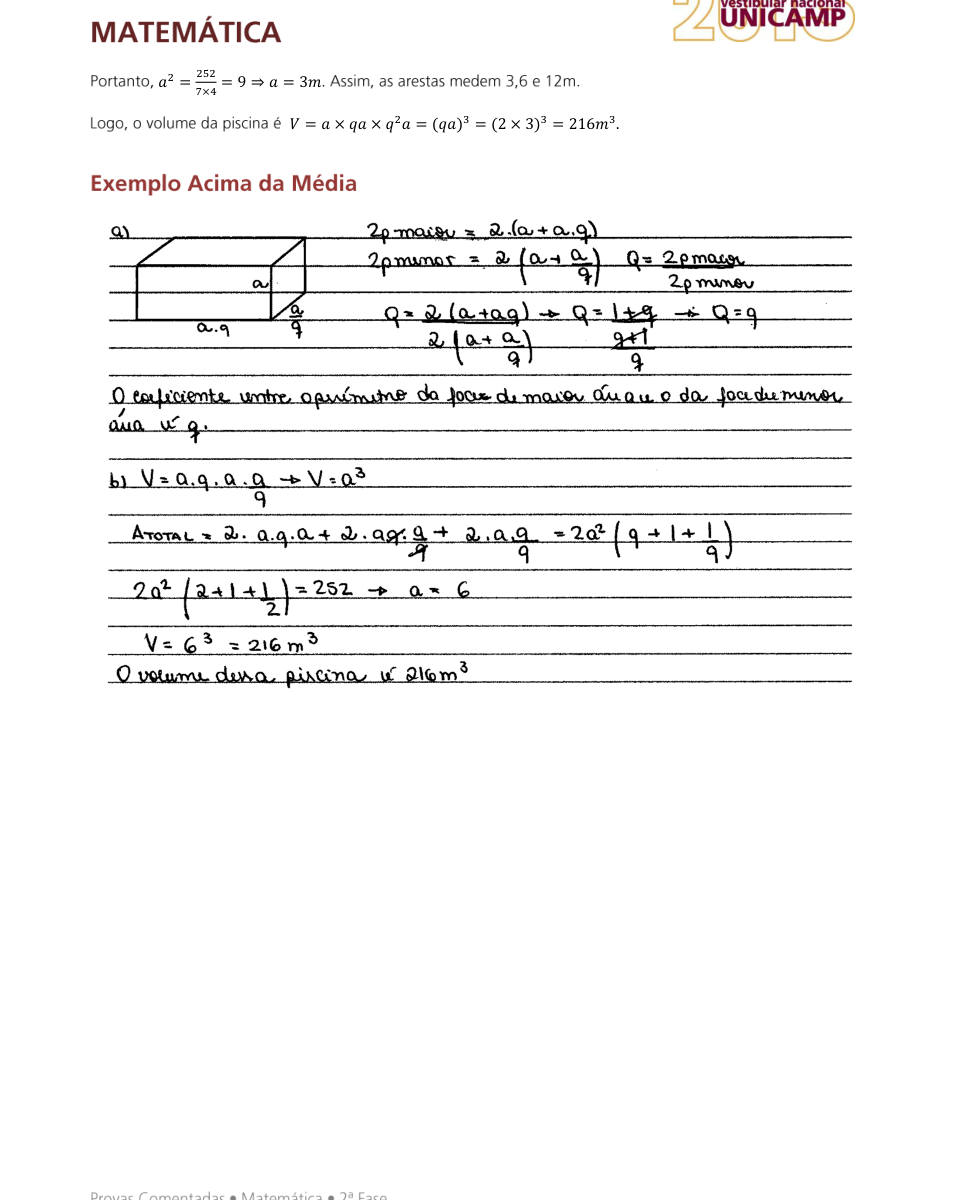 vestibular nacional
UNICAMP
MATEMÁTICA
Portanto, a² = 252/(7×4) = 9 ⇒ a = 3m. Assim, as arestas medem 3,6 e 12m.
Logo, o volume da piscina é V = a × qa × q²a = (qa)³ = (2 × 3)³ = 216m³.
Exemplo Acima da Média
a)
2p maior = 2.(a + a.q)
2p menor = 2 (a + a/q) Q = 2p maior / 2p menor
a
a/q
a.q
Q = 2(a+aq) / 2(a + a/q) → Q = (1+q) / ((q+1)/q) → Q = q
O coeficiente entre o perímetro da face de maior área e o da face de menor
área é q.
b) V = a.q.a.a/q → V = a³
ATOTAL = 2. a.q.a + 2. aq. a/q + 2.a.a/q = 2a² (q + 1 + 1/q)
2a² (2+1+1/2) = 252 → a = 6
V = 6³ = 216 m³
O volume dessa piscina é 216m³
Provas Comentadas • Matemática • 2ª Fase